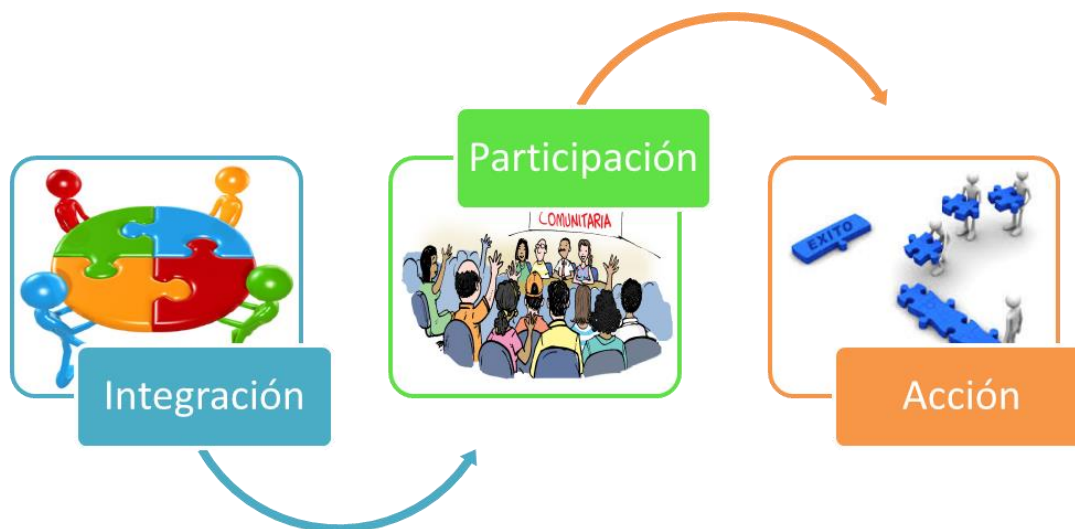 Participación
COMUNITARIA
EXITO
Integración
Acción